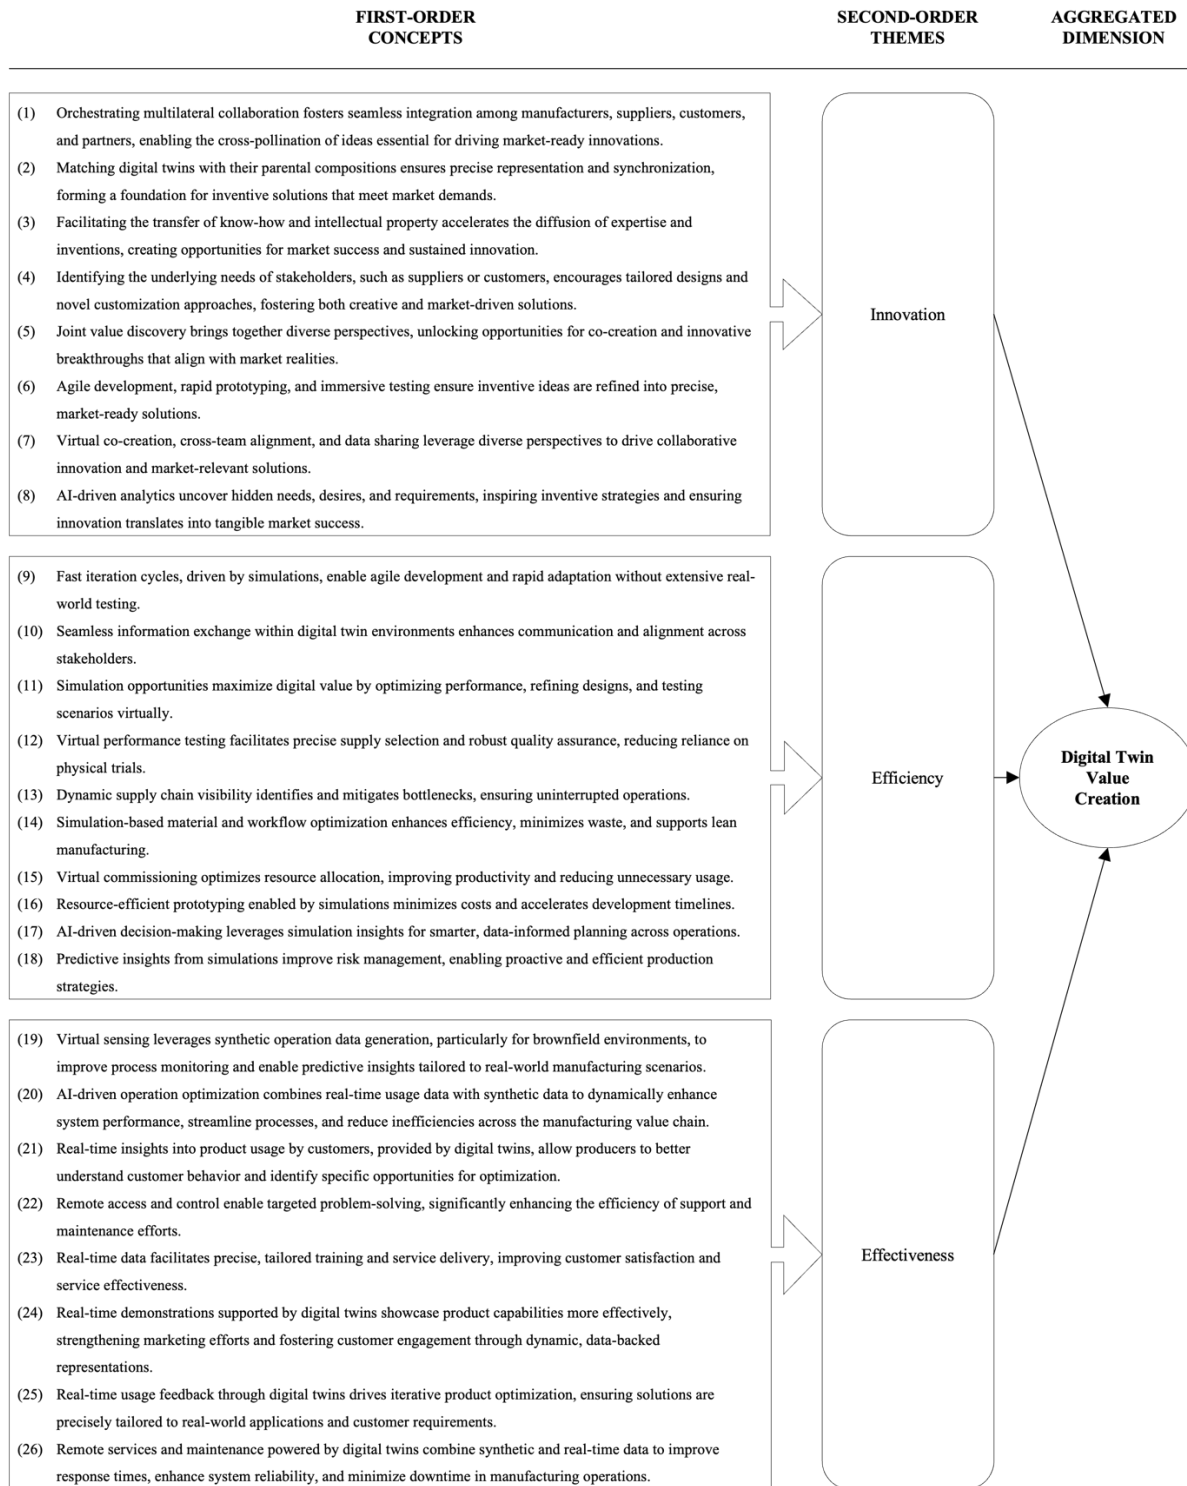 FIRST-ORDER
CONCEPTS
SECOND-ORDER
THEMES
AGGREGATED
DIMENSION
(1) Orchestrating multilateral collaboration fosters seamless integration among manufacturers, suppliers, customers,
and partners, enabling the cross-pollination of ideas essential for driving market-ready innovations.
(2) Matching digital twins with their parental compositions ensures precise representation and synchronization,
forming a foundation for inventive solutions that meet market demands.
(3) Facilitating the transfer of know-how and intellectual property accelerates the diffusion of expertise and
inventions, creating opportunities for market success and sustained innovation.
(4) Identifying the underlying needs of stakeholders, such as suppliers or customers, encourages tailored designs and
novel customization approaches, fostering both creative and market-driven solutions.
(5) Joint value discovery brings together diverse perspectives, unlocking opportunities for co-creation and innovative
breakthroughs that align with market realities.
(6) Agile development, rapid prototyping, and immersive testing ensure inventive ideas are refined into precise,
market-ready solutions.
(7) Virtual co-creation, cross-team alignment, and data sharing leverage diverse perspectives to drive collaborative
innovation and market-relevant solutions.
(8) AI-driven analytics uncover hidden needs, desires, and requirements, inspiring inventive strategies and ensuring
innovation translates into tangible market success.
Innovation
(9) Fast iteration cycles, driven by simulations, enable agile development and rapid adaptation without extensive real-
world testing.
(10) Seamless information exchange within digital twin environments enhances communication and alignment across
stakeholders.
(11) Simulation opportunities maximize digital value by optimizing performance, refining designs, and testing
scenarios virtually.
(12) Virtual performance testing facilitates precise supply selection and robust quality assurance, reducing reliance on
physical trials.
(13) Dynamic supply chain visibility identifies and mitigates bottlenecks, ensuring uninterrupted operations.
(14) Simulation-based material and workflow optimization enhances efficiency, minimizes waste, and supports lean
manufacturing.
(15) Virtual commissioning optimizes resource allocation, improving productivity and reducing unnecessary usage.
(16) Resource-efficient prototyping enabled by simulations minimizes costs and accelerates development timelines.
(17) AI-driven decision-making leverages simulation insights for smarter, data-informed planning across operations.
(18) Predictive insights from simulations improve risk management, enabling proactive and efficient production
strategies.
Efficiency
Digital Twin
Value
Creation
(19) Virtual sensing leverages synthetic operation data generation, particularly for brownfield environments, to
improve process monitoring and enable predictive insights tailored to real-world manufacturing scenarios.
(20) AI-driven operation optimization combines real-time usage data with synthetic data to dynamically enhance
system performance, streamline processes, and reduce inefficiencies across the manufacturing value chain.
(21) Real-time insights into product usage by customers, provided by digital twins, allow producers to better
understand customer behavior and identify specific opportunities for optimization.
(22) Remote access and control enable targeted problem-solving, significantly enhancing the efficiency of support and
maintenance efforts.
(23) Real-time data facilitates precise, tailored training and service delivery, improving customer satisfaction and
service effectiveness.
(24) Real-time demonstrations supported by digital twins showcase product capabilities more effectively,
strengthening marketing efforts and fostering customer engagement through dynamic, data-backed
representations.
(25) Real-time usage feedback through digital twins drives iterative product optimization, ensuring solutions are
precisely tailored to real-world applications and customer requirements.
(26) Remote services and maintenance powered by digital twins combine synthetic and real-time data to improve
response times, enhance system reliability, and minimize downtime in manufacturing operations.
Effectiveness